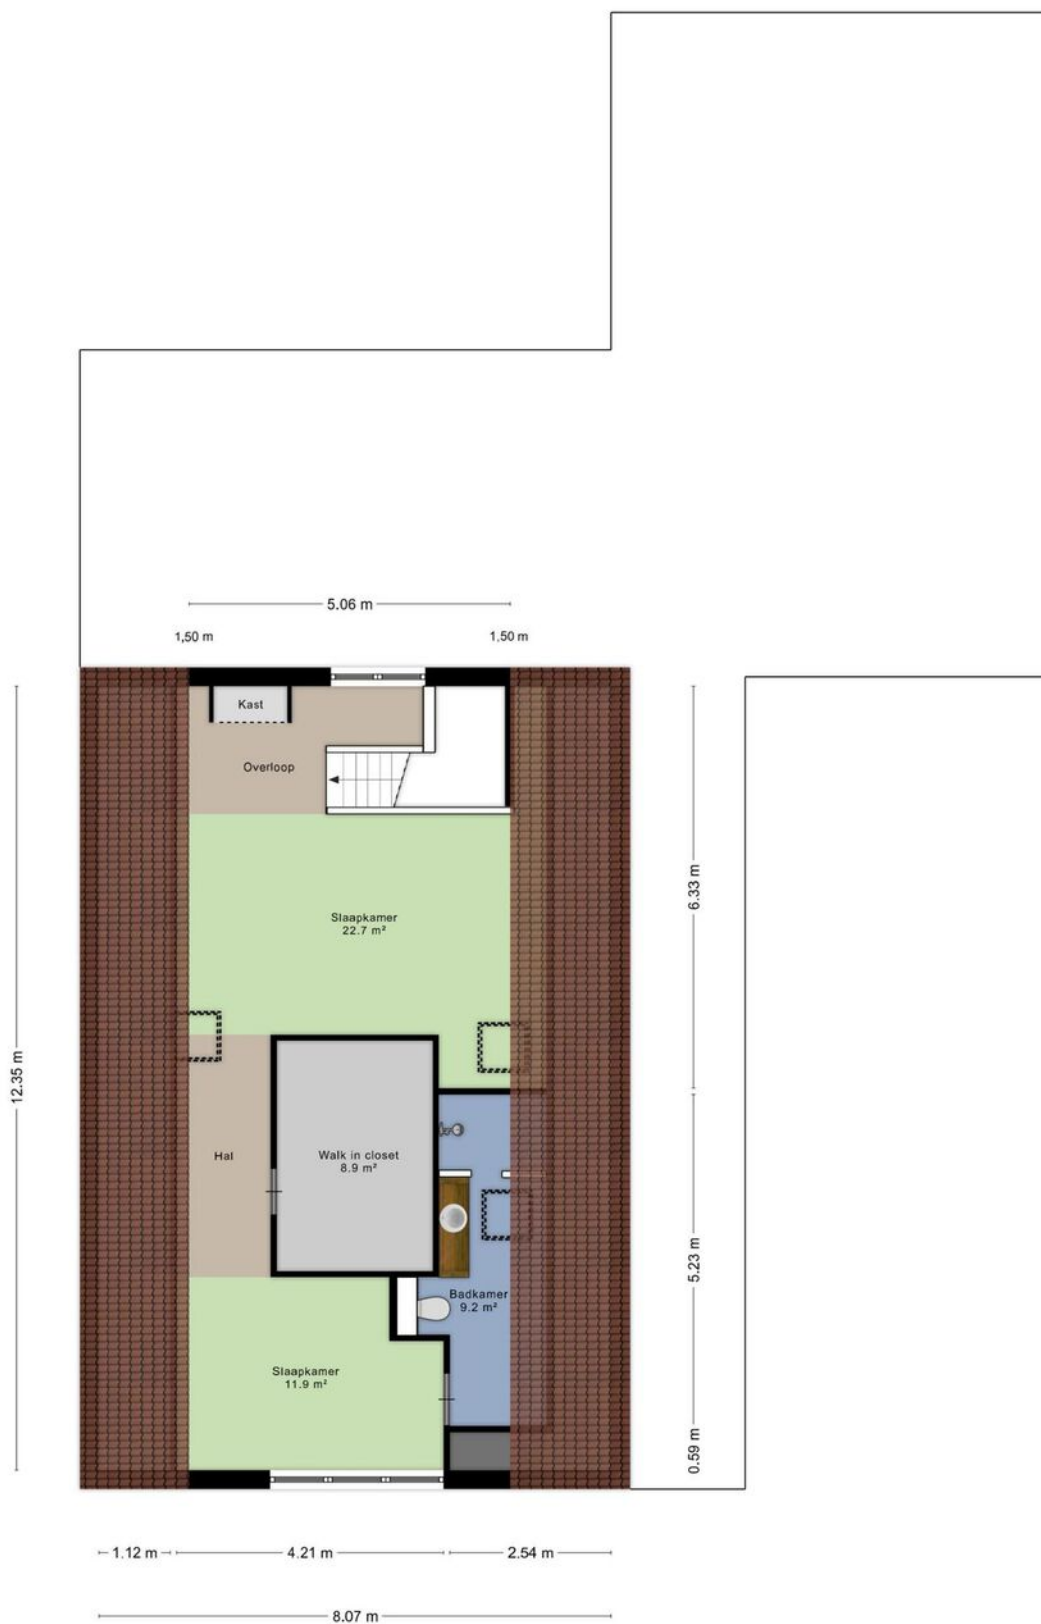 5.06 m
1,50 m
1,50 m
Kast
Overloop
6.33 m
Slaapkamer
22.7 m²
12.35 m
Hal
Walk in closet
8.9 m²
5.23 m
Badkamer
9.2 m²
Slaapkamer
11.9 m²
0.59 m
1.12 m
4.21 m
2.54 m
8.07 m